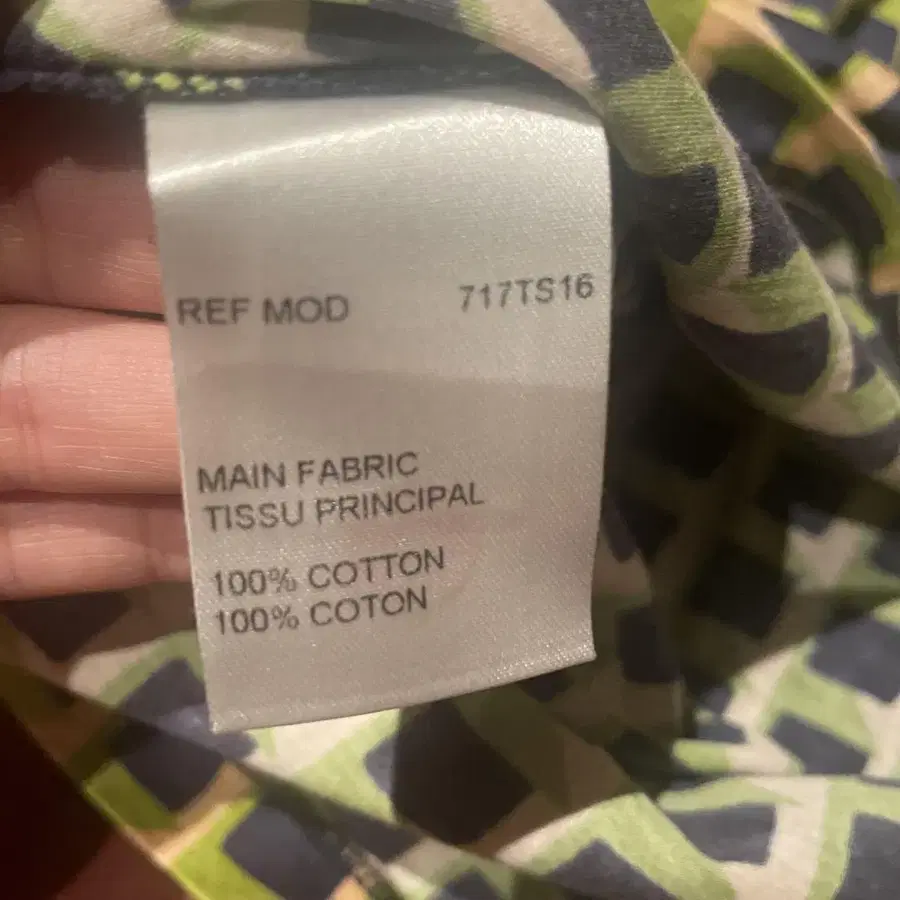 REF MOD 717TS16
MAIN FABRIC
TISSU PRINCIPAL
100% COTTON
100% COTON